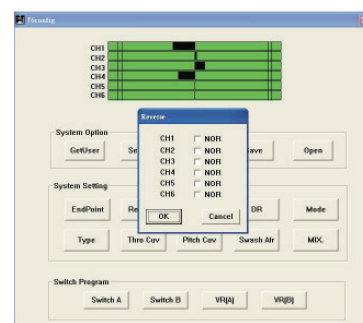 T6config
CH1
CH2
CH3
CH4
CH5
CH6
Reverse
CH1 NOR
CH2 NOR
CH3 NOR
CH4 NOR
CH5 NOR
CH6 NOR
OK Cancel
System Option
GetUser Se ave Open
System Setting
EndPoint Re DR Mode
Type Thro Cuv Pitch Cuv Swash Afr MIX.
Switch Program
Switch A Switch B VR(A) VR(B)